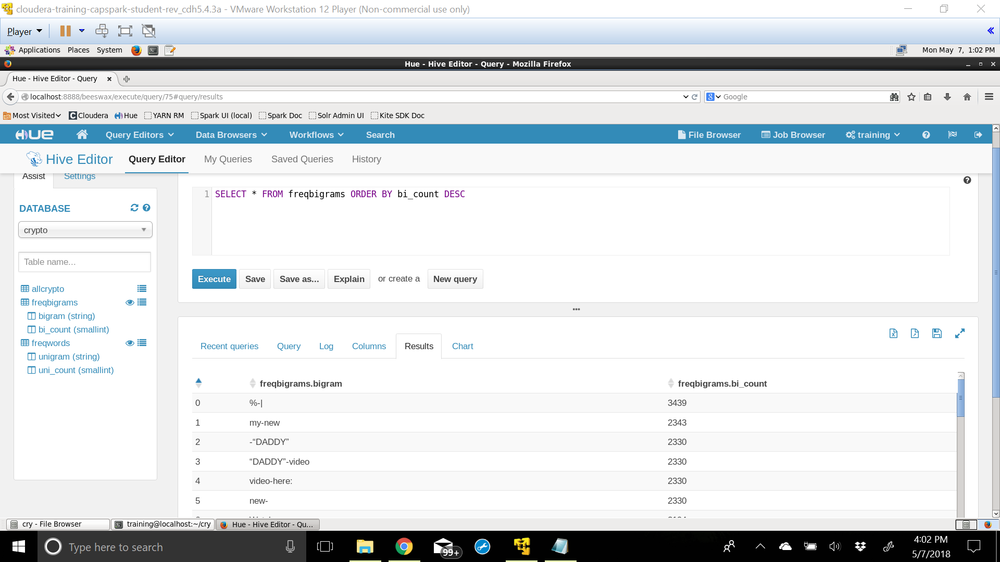 cloudera-training-capspark-student-rev_cdh5.4.3a - VMware Workstation 12 Player (Non-commercial use only)
Player
Applications Places System Mon May 7, 1:02 PM
Hue - Hive Editor - Query - Mozilla Firefox
Hue - Hive Editor - Query
localhost:8888/beeswax/execute/query/75#query/results
Google
Most Visited Cloudera Hue YARN RM Spark UI (local) Spark Doc Solr Admin UI Kite SDK Doc
HUE Query Editors Data Browsers Workflows Search File Browser Job Browser training
Hive Editor Query Editor My Queries Saved Queries History
Assist Settings
1 SELECT * FROM freqbigrams ORDER BY bi_count DESC
DATABASE
crypto
Table name...
Execute Save Save as... Explain or create a New query
allcrypto
freqbigrams
bigram (string)
bi_count (smallint)
freqwords
unigram (string)
uni_count (smallint)
Recent queries Query Log Columns Results Chart
freqbigrams.bigram freqbigrams.bi_count
0 %-| 3439
1 my-new 2343
2 -“DADDY” 2330
3 “DADDY”-video 2330
4 video-here: 2330
5 new- 2330
cry - File Browser training@localhost:~/cry Hue - Hive Editor - Qu...
Type here to search
99+
4:02 PM
5/7/2018